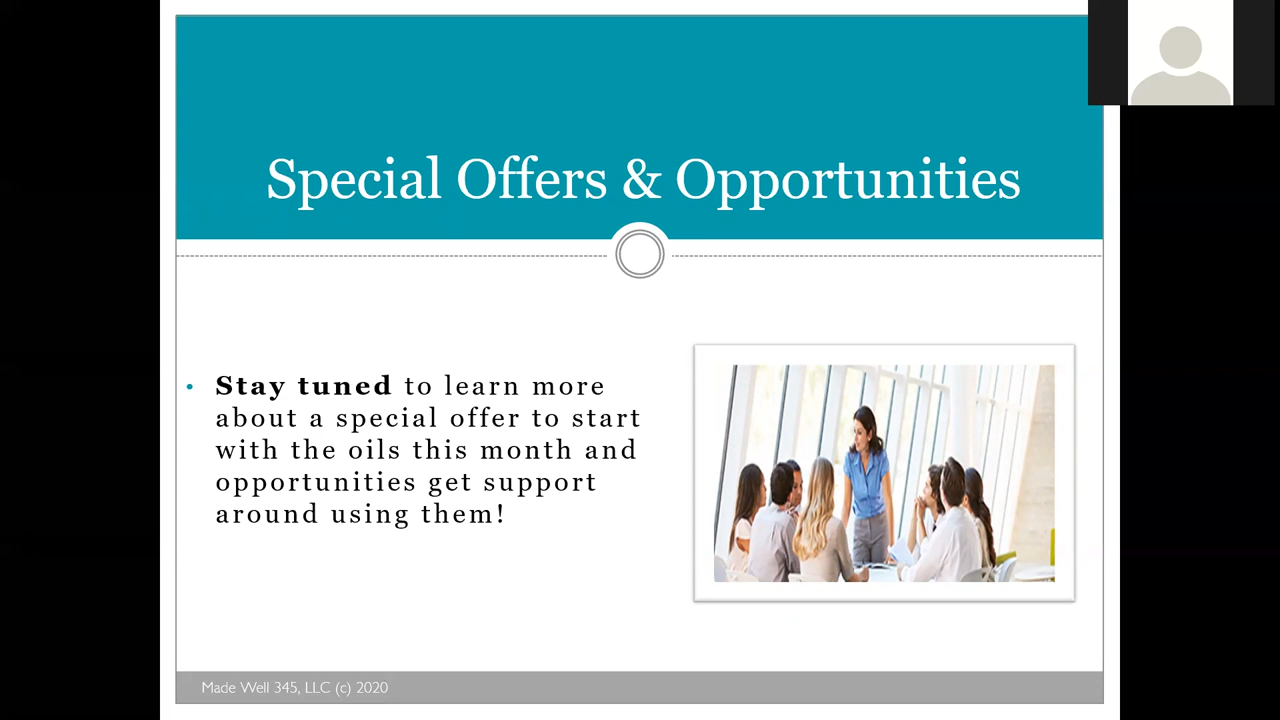 Special Offers & Opportunities
• Stay tuned to learn more
about a special offer to start
with the oils this month and
opportunities get support
around using them!
Made Well 345, LLC (c) 2020